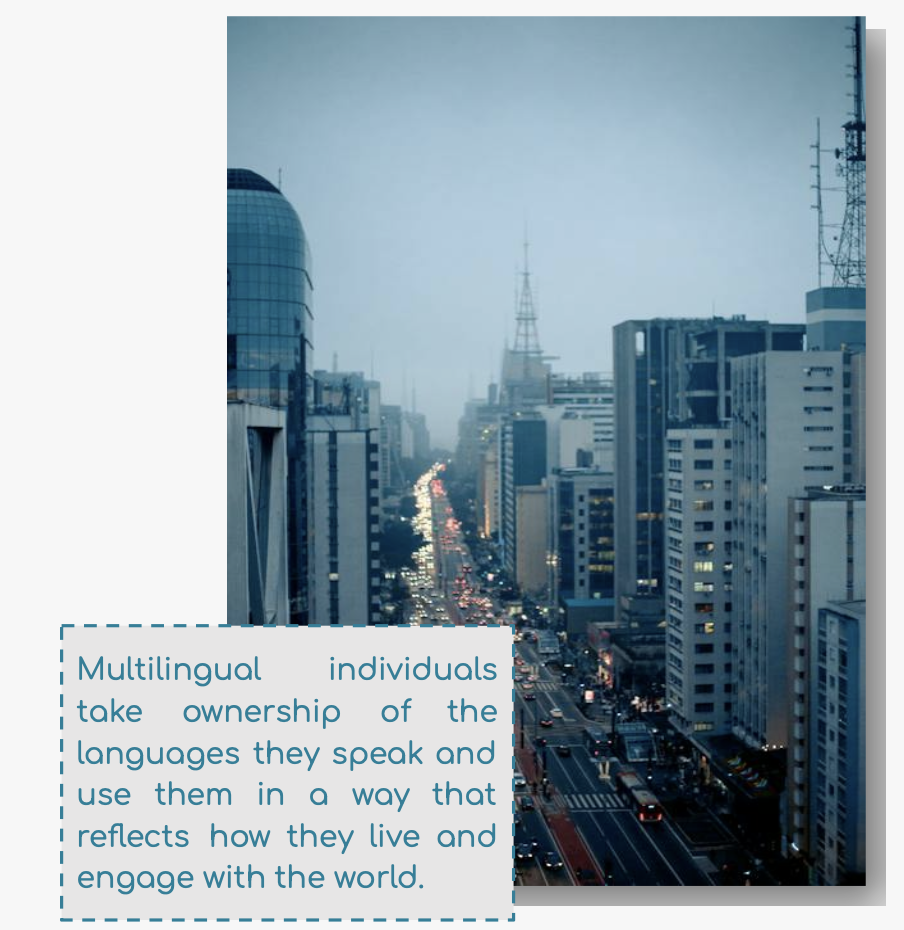 Multilingual individuals
take ownership of the
languages they speak and
use them in a way that
reflects how they live and
engage with the world.